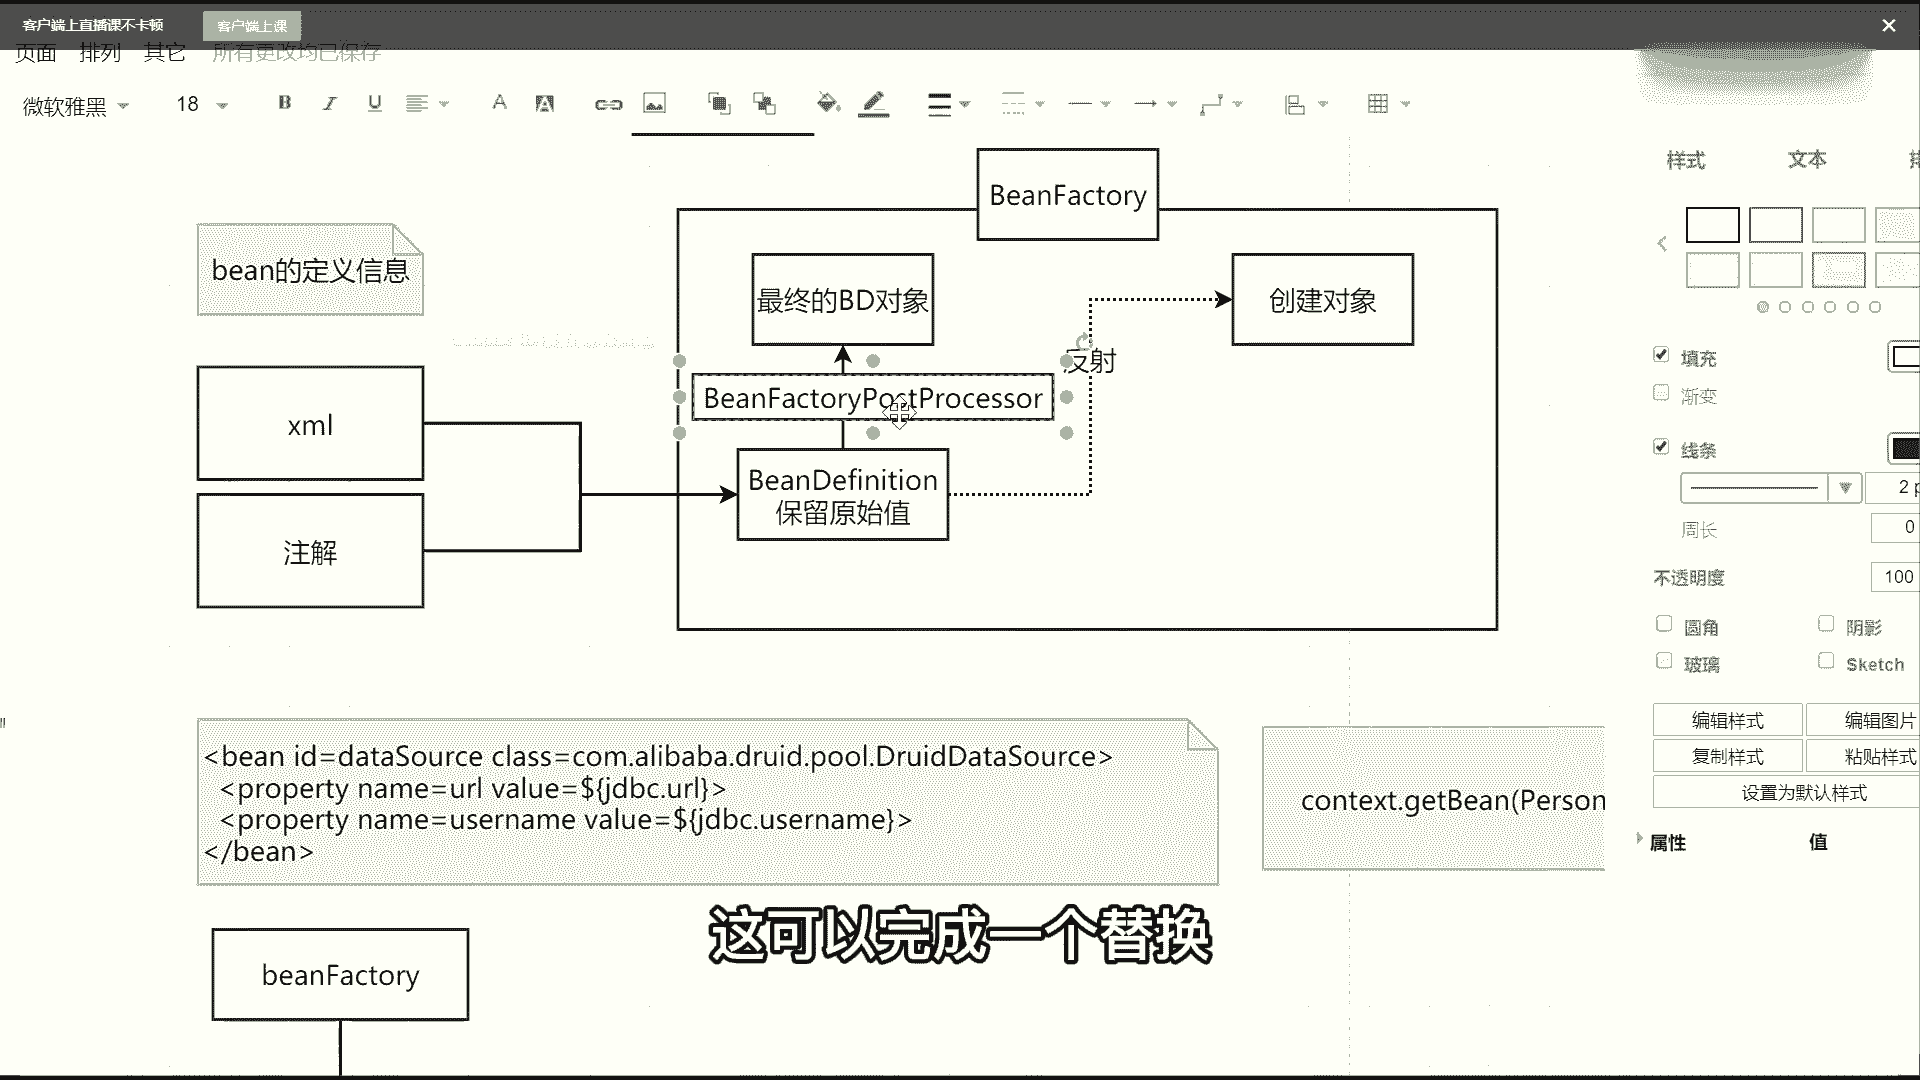 客户端上直播课不卡顿
客户端上课
页面 排列 其它 所有更改均已保存
微软雅黑 18
B I U A A
样式 文本
BeanFactory
bean的定义信息
最终的BD对象
创建对象
反射
BeanFactoryPostProcessor
xml
BeanDefinition
保留原始值
注解
填充
渐变
线条
2 p
周长 0
不透明度 100
圆角 阴影
玻璃 Sketch
编辑样式 编辑图片
复制样式 粘贴样式
设置为默认样式
属性 值
"
<bean id=dataSource class=com.alibaba.druid.pool.DruidDataSource>
<property name=url value=${jdbc.url}>
<property name=username value=${jdbc.username}>
</bean>
context.getBean(Person
这可以完成一个替换
beanFactory